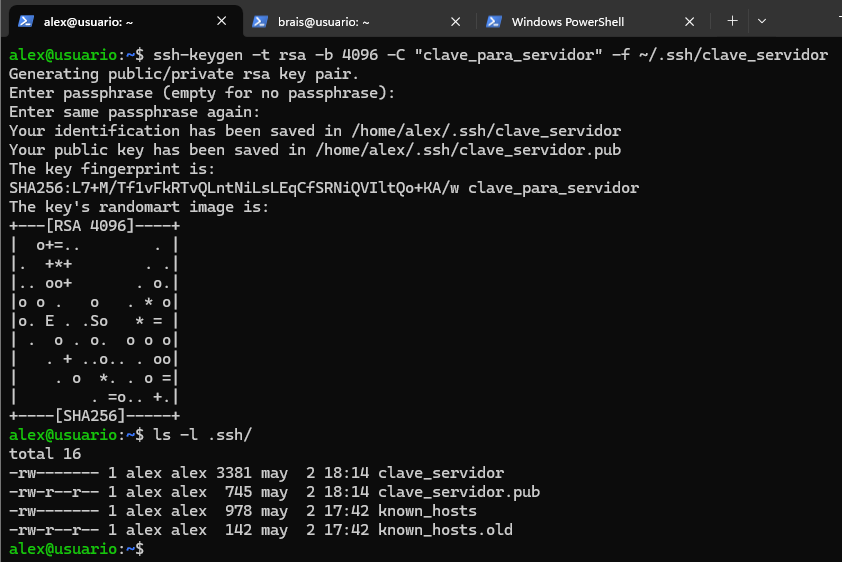 alex@usuario: ~ brais@usuario: ~ Windows PowerShell
alex@usuario:~$ ssh-keygen -t rsa -b 4096 -C "clave_para_servidor" -f ~/.ssh/clave_servidor
Generating public/private rsa key pair.
Enter passphrase (empty for no passphrase):
Enter same passphrase again:
Your identification has been saved in /home/alex/.ssh/clave_servidor
Your public key has been saved in /home/alex/.ssh/clave_servidor.pub
The key fingerprint is:
SHA256:L7+M/Tf1vFkRTvQLntNiLsLEqCfSRNiQVIltQo+KA/w clave_para_servidor
The key's randomart image is:
+---[RSA 4096]----+
|  o+=..        . |
|.  +*+        . .|
|.. oo+       . o.|
|o o .   o   . * o|
|o. E . .So   * = |
| .  o . o.  o o o|
|   . + ..o.. . oo|
|    . o  *. . o =|
|        . =o.. +.|
+----[SHA256]-----+
alex@usuario:~$ ls -l .ssh/
total 16
-rw------- 1 alex alex 3381 may  2 18:14 clave_servidor
-rw-r--r-- 1 alex alex  745 may  2 18:14 clave_servidor.pub
-rw------- 1 alex alex  978 may  2 17:42 known_hosts
-rw-r--r-- 1 alex alex  142 may  2 17:42 known_hosts.old
alex@usuario:~$